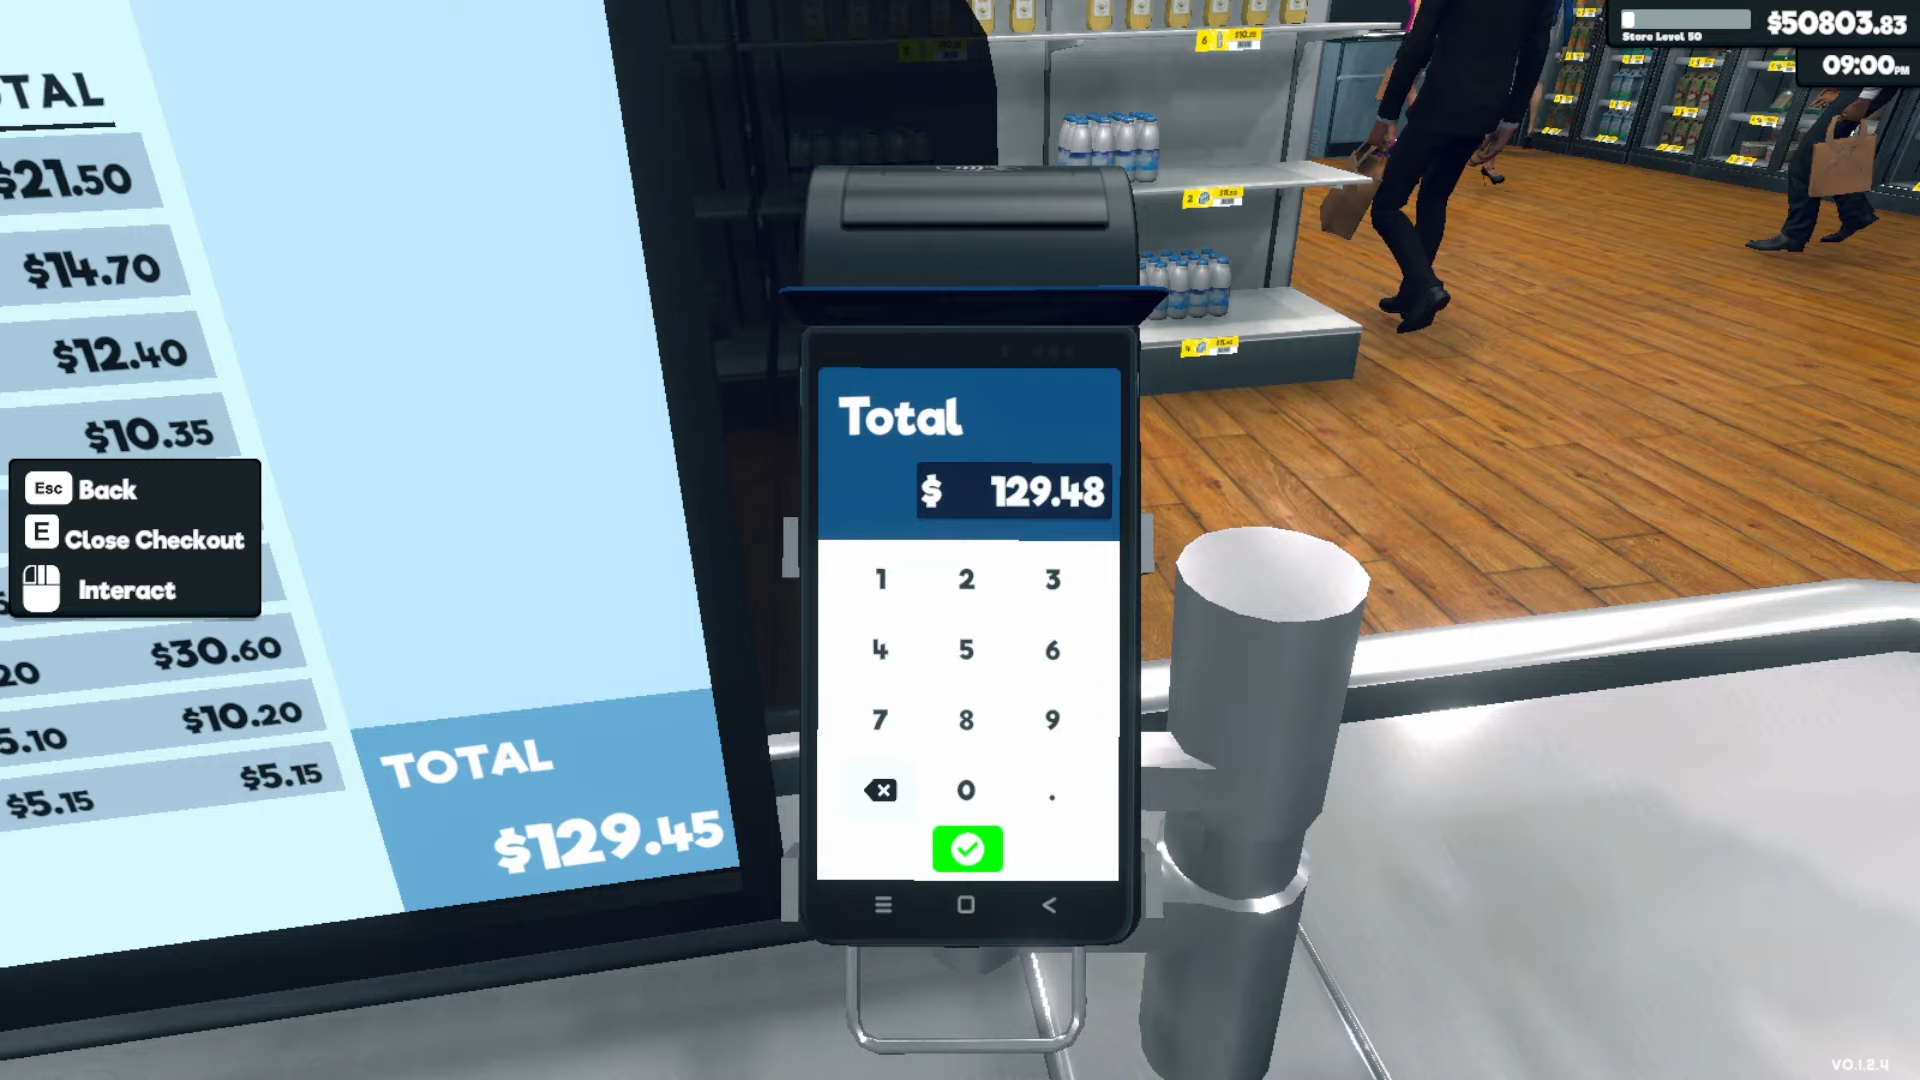 OTAL
$21.50
$14.70
$12.40
$10.35
20 $30.60
5.10 $10.20
$5.15 $5.15
TOTAL
$129.45
Esc Back
E Close Checkout
Interact
Total
$ 129.48
1 2 3
4 5 6
7 8 9
0 .
Store Level 50
$50803.83
09:00PM
V0.1.2.4